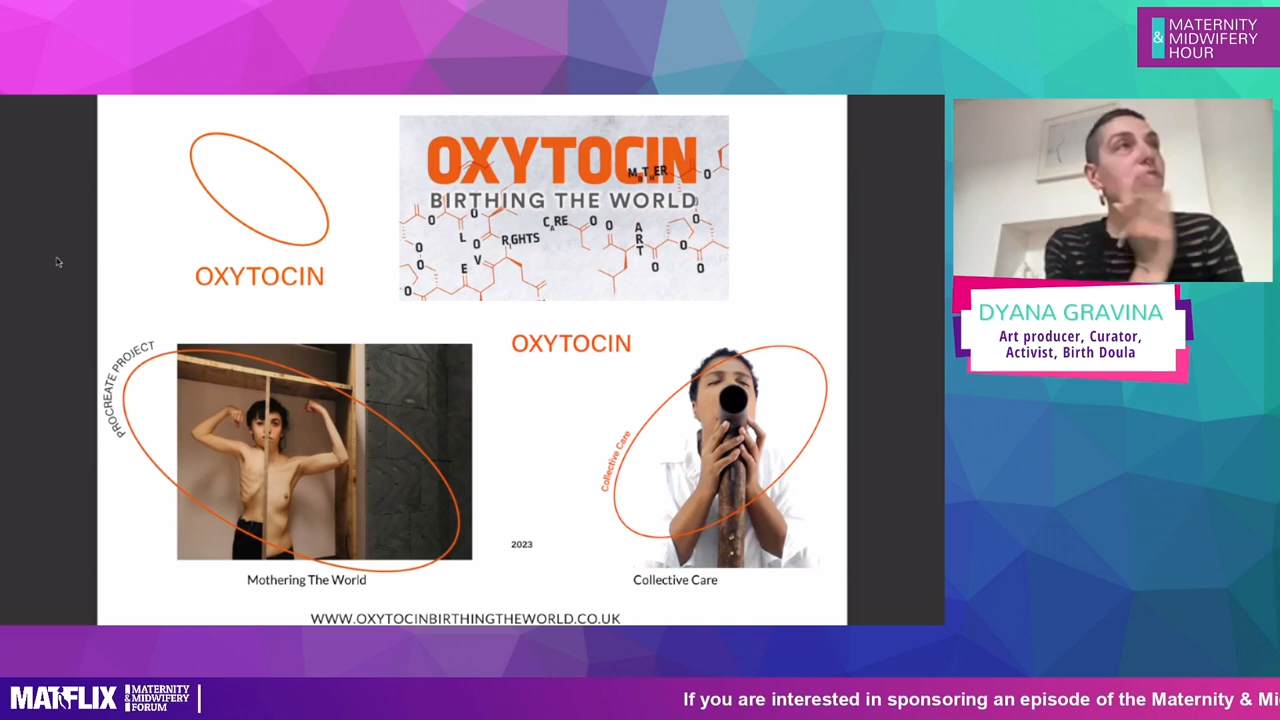 MATERNITY
& MIDWIFERY
HOUR
OXYTOCIN
OXYTOCIN
BIRTHING THE WORLD
MOTHER
CARE
RGHTS
LOVE
ART
DYANA GRAVINA
Art producer, Curator,
Activist, Birth Doula
PROCREATE PROJECT
OXYTOCIN
Collective Care
2023
Mothering The World
Collective Care
WWW.OXYTOCINBIRTHINGTHEWORLD.CO.UK
MATFLIX
MATERNITY
& MIDWIFERY
FORUM
If you are interested in sponsoring an episode of the Maternity & Mi